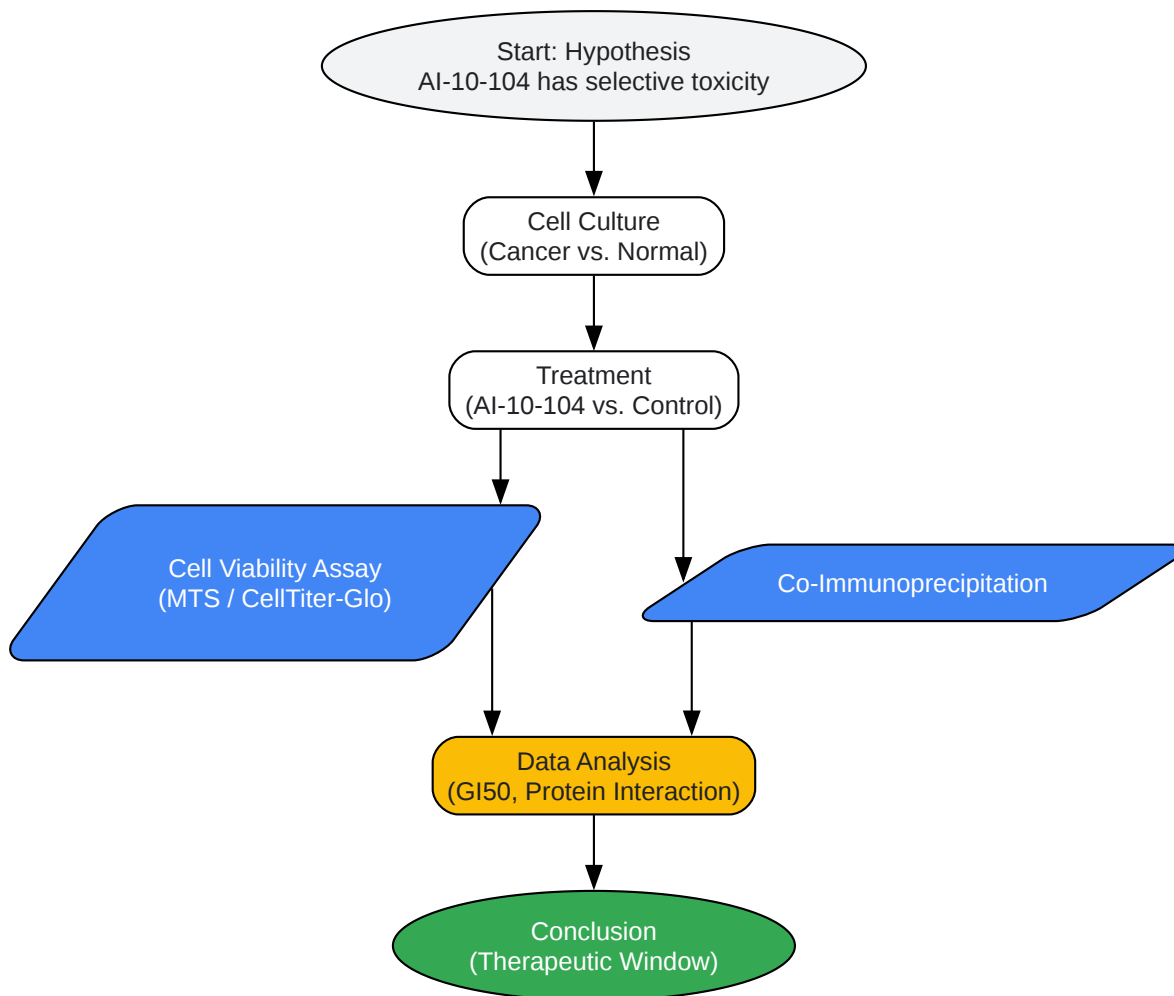 Start: Hypothesis
AI-10-104 has selective toxicity
Cell Culture
(Cancer vs. Normal)
Treatment
(AI-10-104 vs. Control)
Cell Viability Assay
(MTS / CellTiter-Glo)
Co-Immunoprecipitation
Data Analysis
(GI50, Protein Interaction)
Conclusion
(Therapeutic Window)